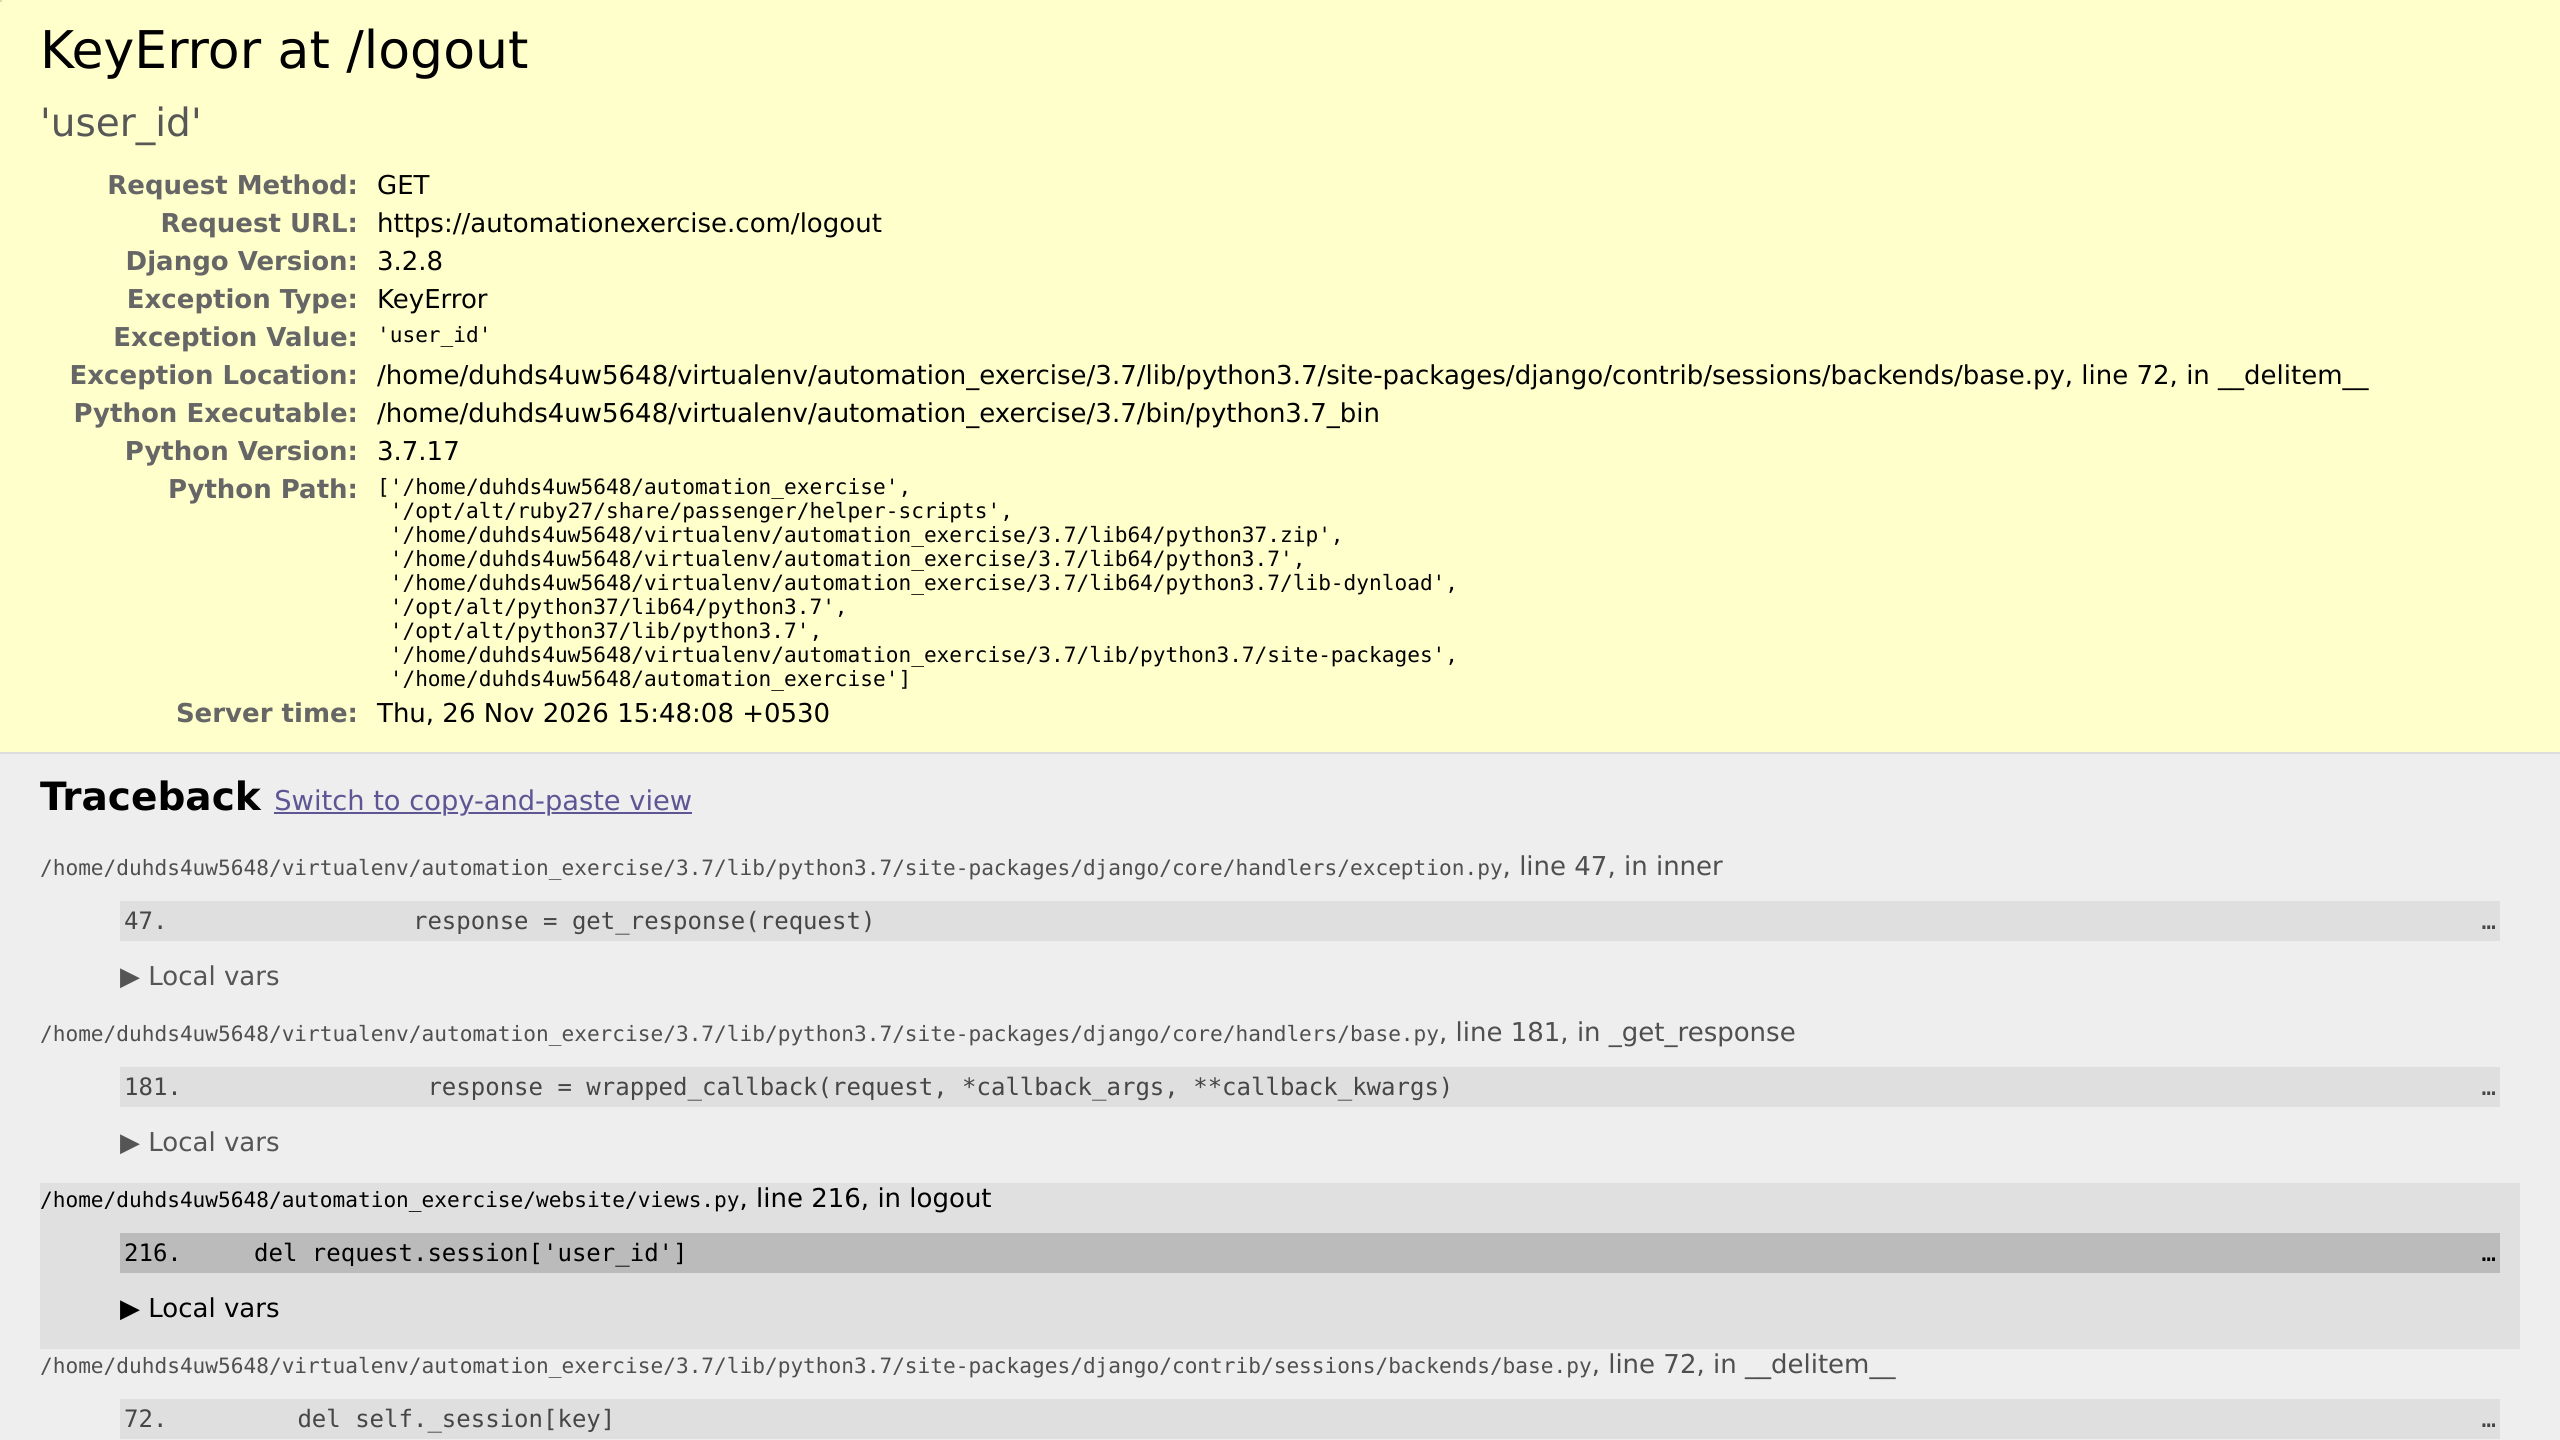 KeyError at /logout
'user_id'
Request Method: GET
Request URL: https://automationexercise.com/logout
Django Version: 3.2.8
Exception Type: KeyError
Exception Value: 'user_id'
Exception Location: /home/duhds4uw5648/virtualenv/automation_exercise/3.7/lib/python3.7/site-packages/django/contrib/sessions/backends/base.py, line 72, in __delitem__
Python Executable: /home/duhds4uw5648/virtualenv/automation_exercise/3.7/bin/python3.7_bin
Python Version: 3.7.17
Python Path: ['/home/duhds4uw5648/automation_exercise',
'/opt/alt/ruby27/share/passenger/helper-scripts',
'/home/duhds4uw5648/virtualenv/automation_exercise/3.7/lib64/python37.zip',
'/home/duhds4uw5648/virtualenv/automation_exercise/3.7/lib64/python3.7',
'/home/duhds4uw5648/virtualenv/automation_exercise/3.7/lib64/python3.7/lib-dynload',
'/opt/alt/python37/lib64/python3.7',
'/opt/alt/python37/lib/python3.7',
'/home/duhds4uw5648/virtualenv/automation_exercise/3.7/lib/python3.7/site-packages',
'/home/duhds4uw5648/automation_exercise']
Server time: Thu, 26 Nov 2026 15:48:08 +0530
Traceback Switch to copy-and-paste view
/home/duhds4uw5648/virtualenv/automation_exercise/3.7/lib/python3.7/site-packages/django/core/handlers/exception.py, line 47, in inner
47. response = get_response(request) …
▶ Local vars
/home/duhds4uw5648/virtualenv/automation_exercise/3.7/lib/python3.7/site-packages/django/core/handlers/base.py, line 181, in _get_response
181. response = wrapped_callback(request, *callback_args, **callback_kwargs) …
▶ Local vars
/home/duhds4uw5648/automation_exercise/website/views.py, line 216, in logout
216. del request.session['user_id'] …
▶ Local vars
/home/duhds4uw5648/virtualenv/automation_exercise/3.7/lib/python3.7/site-packages/django/contrib/sessions/backends/base.py, line 72, in __delitem__
72. del self._session[key] …